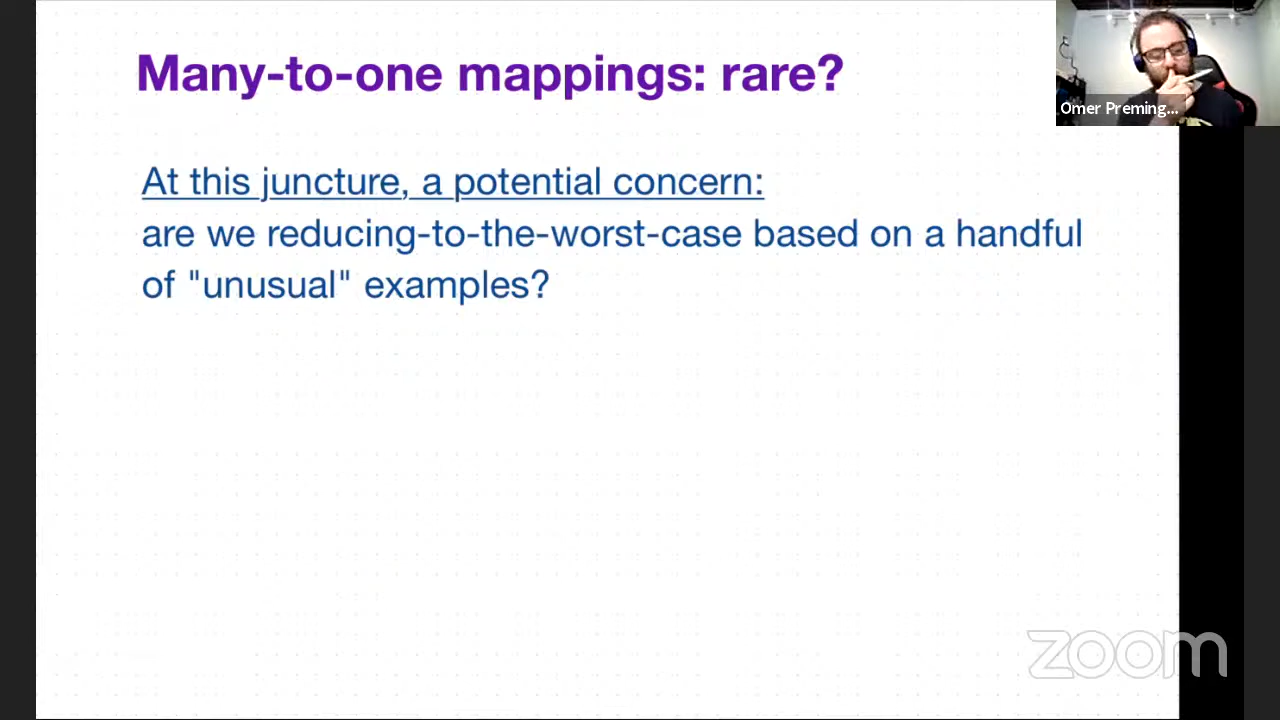 Many-to-one mappings: rare?
Omer Preming...
At this juncture, a potential concern:
are we reducing-to-the-worst-case based on a handful
of "unusual" examples?
zoom